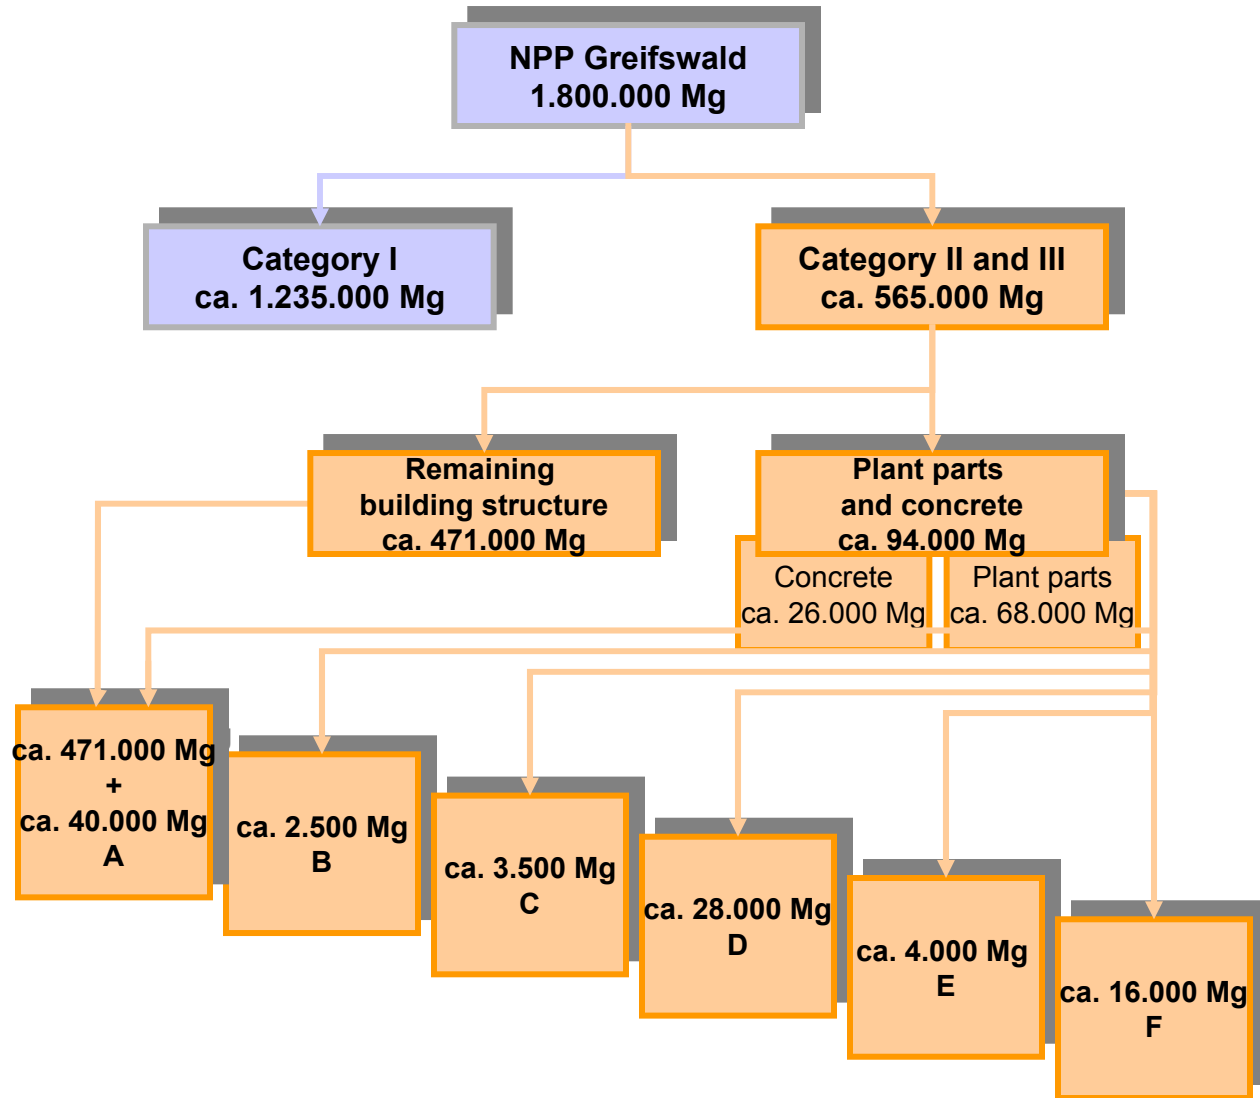 NPP Greifswald
1.800.000 Mg
Category I
ca. 1.235.000 Mg
Category II and III
ca. 565.000 Mg
Remaining
building structure
ca. 471.000 Mg
Plant parts
and concrete
ca. 94.000 Mg
Concrete
ca. 26.000 Mg
Plant parts
ca. 68.000 Mg
ca. 471.000 Mg
+
ca. 40.000 Mg
A
ca. 2.500 Mg
B
ca. 3.500 Mg
C
ca. 28.000 Mg
D
ca. 4.000 Mg
E
ca. 16.000 Mg
F